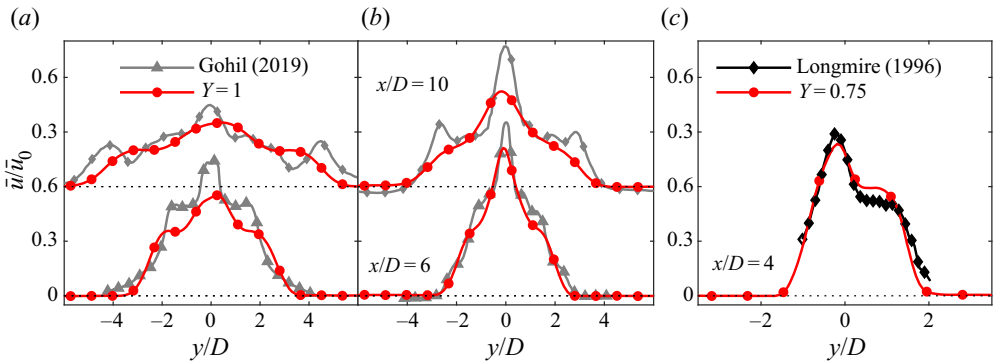 (a) (b) (c)
ū/ū0
0.6
0.3
0.6
0.3
0
Gohil (2019)
Y = 1
−4 −2 0 2 4
y/D
x/D = 10
x/D = 6
−4 −2 0 2 4
y/D
0.6
0.3
0
Longmire (1996)
Y = 0.75
x/D = 4
−2 0 2
y/D